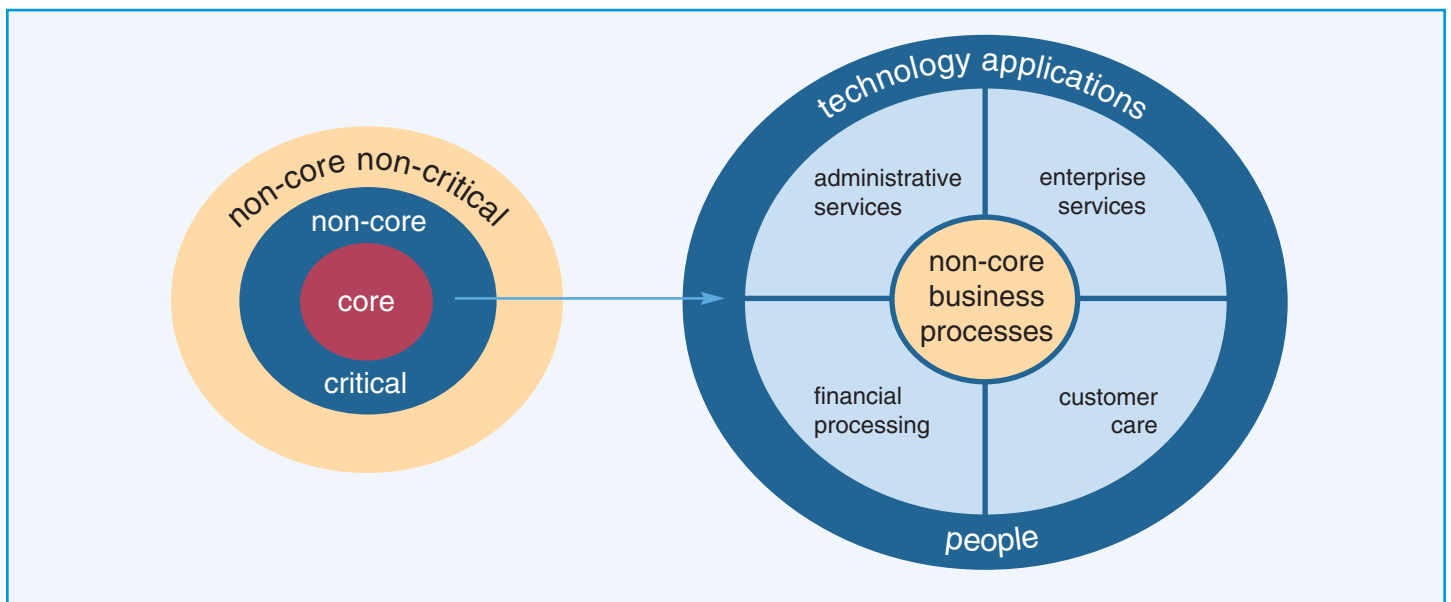 non-core non-critical
non-core
core
critical
technology applications
administrative
services
enterprise
services
non-core
business
processes
financial
processing
customer
care
people